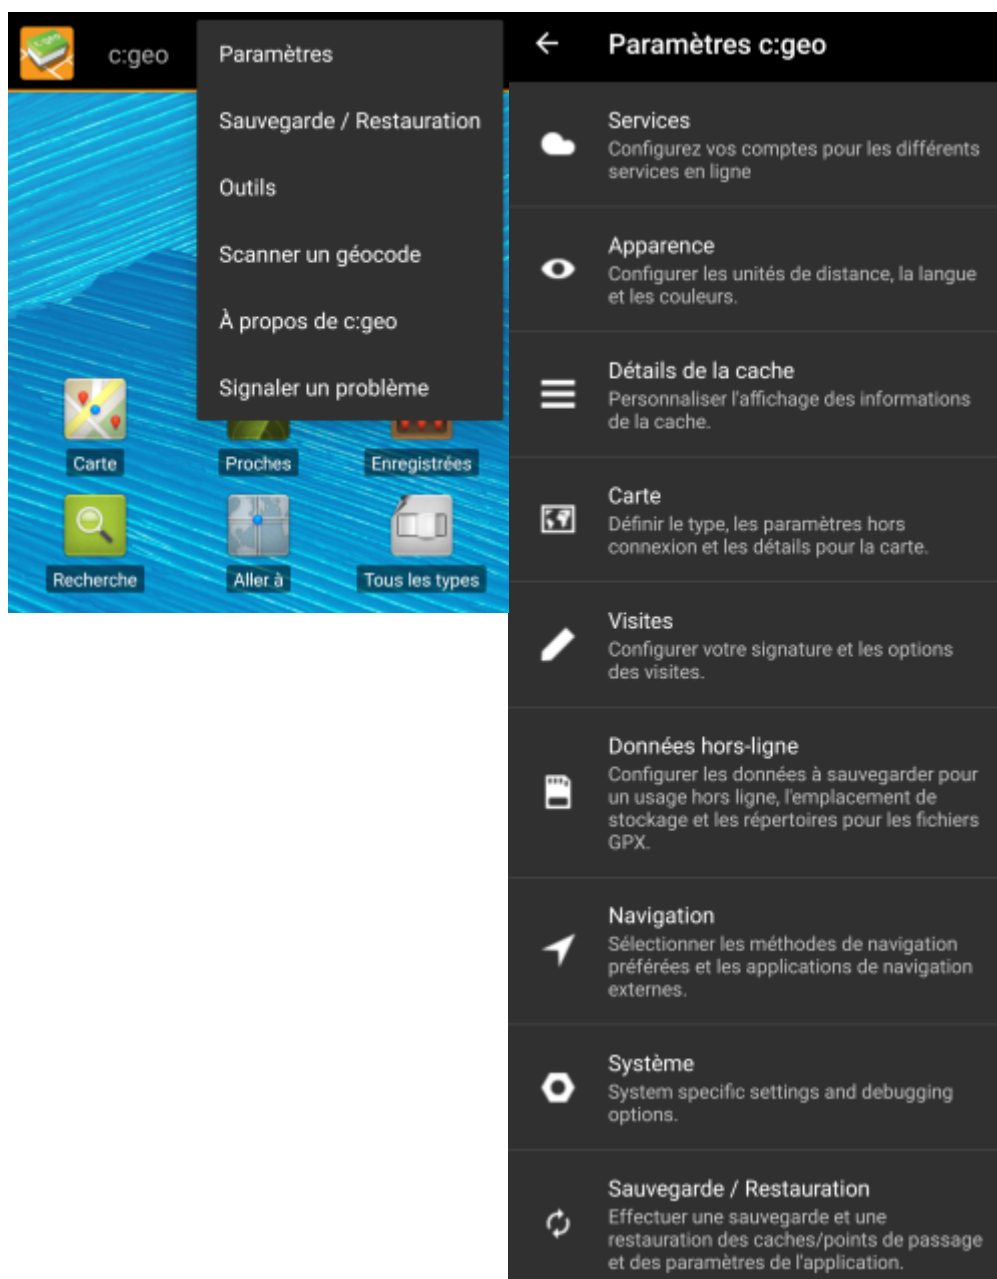 c:geo
Paramètres
Sauvegarde / Restauration
Outils
Scanner un géocode
À propos de c:geo
Signaler un problème
Carte
Proches
Enregistrées
Recherche
Aller à
Tous les types
Paramètres c:geo
Services
Configurez vos comptes pour les différents
services en ligne
Apparence
Configurer les unités de distance, la langue
et les couleurs.
Détails de la cache
Personnaliser l'affichage des informations
de la cache.
Carte
Définir le type, les paramètres hors
connexion et les détails pour la carte.
Visites
Configurer votre signature et les options
des visites.
Données hors-ligne
Configurer les données à sauvegarder pour
un usage hors ligne, l'emplacement de
stockage et les répertoires pour les fichiers
GPX.
Navigation
Sélectionner les méthodes de navigation
préférées et les applications de navigation
externes.
Système
System specific settings and debugging
options.
Sauvegarde / Restauration
Effectuer une sauvegarde et une
restauration des caches/points de passage
et des paramètres de l'application.